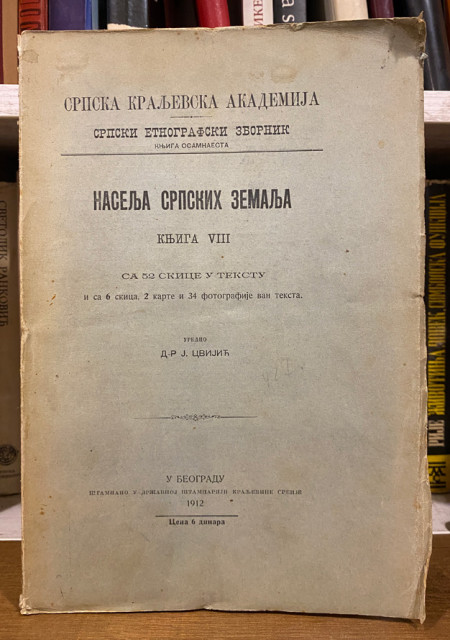 СРПСКА КРАЉЕВСКА АКАДЕМИЈА
СРПСКИ ЕТНОГРАФСКИ ЗБОРНИК
КЊИГА ОСАМНАЕСТА
НАСЕЉА СРПСКИХ ЗЕМАЉА
КЊИГА VIII
СА 52 СКИЦЕ У ТЕКСТУ
и са 6 скица, 2 карте и 34 фотографије ван текста.
УРЕДИО
Д-Р Ј. ЦВИЈИЋ
У БЕОГРАДУ
ШТАМПАНО У ДРЖАВНОЈ ШТАМПАРИЈИ КРАЉЕВИНЕ СРБИЈЕ
1912
Цена 6 динара
СВЕТОЛИК РАНКОВИЋ